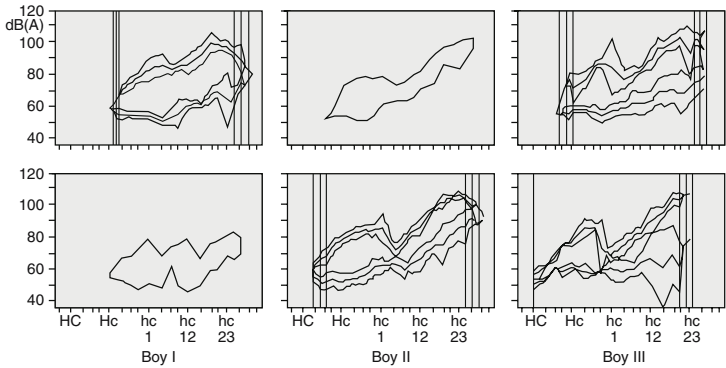 dB(A)
120
100
80
60
40
120
100
80
60
40
HC Hc hc hc hc
1 12 23
Boy I
HC Hc hc hc hc
1 12 23
Boy II
HC Hc hc hc hc
1 12 23
Boy III